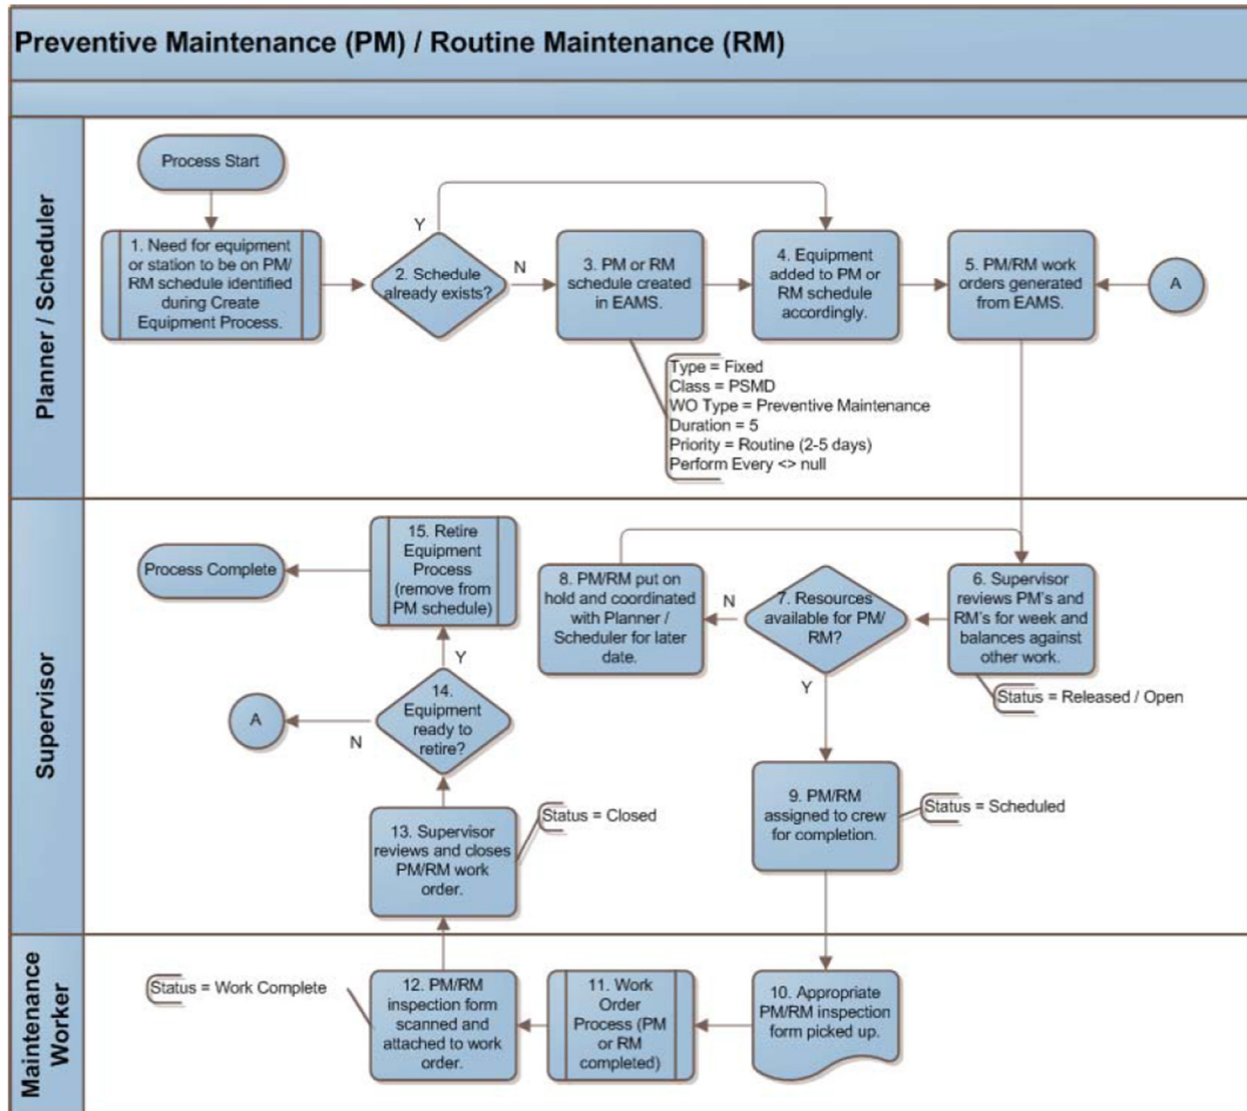 Preventive Maintenance (PM) / Routine Maintenance (RM)
Planner / Scheduler
Process Start
1. Need for equipment
or station to be on PM/
RM schedule identified
during Create
Equipment Process.
Y
2. Schedule
already exists?
N
3. PM or RM
schedule created
in EAMS.
4. Equipment
added to PM or
RM schedule
accordingly.
5. PM/RM work
orders generated
from EAMS.
A
Type = Fixed
Class = PSMD
WO Type = Preventive Maintenance
Duration = 5
Priority = Routine (2-5 days)
Perform Every <> null
Supervisor
6. Supervisor
reviews PM's and
RM's for week and
balances against
other work.
Status = Released / Open
7. Resources
available for PM/
RM?
N
8. PM/RM put on
hold and coordinated
with Planner /
Scheduler for later
date.
Y
9. PM/RM
assigned to crew
for completion.
Status = Scheduled
15. Retire
Equipment
Process
(remove from
PM schedule)
Process Complete
Y
14.
Equipment
ready to
retire?
N
A
13. Supervisor
reviews and closes
PM/RM work
order.
Status = Closed
Maintenance
Worker
10. Appropriate
PM/RM inspection
form picked up.
11. Work
Order
Process (PM
or RM
completed)
12. PM/RM
inspection form
scanned and
attached to work
order.
Status = Work Complete